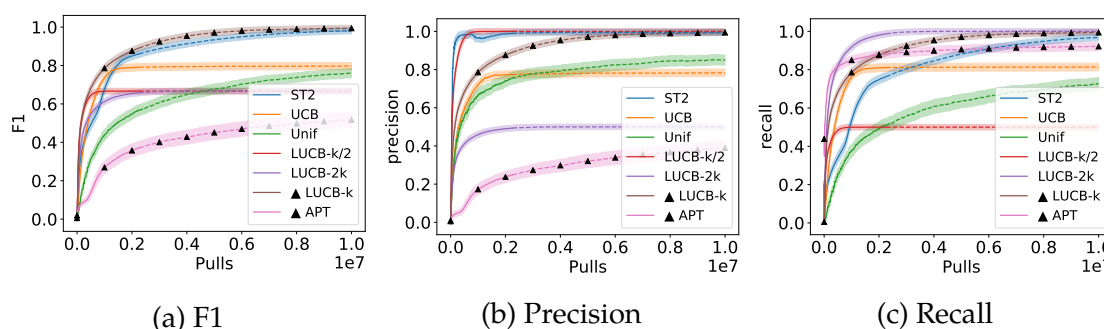 F1
1.0
0.8
0.6
0.4
0.2
0.0
ST2
UCB
Unif
LUCB-k/2
LUCB-2k
LUCB-k
APT
0.0 0.2 0.4 0.6 0.8 1.0
Pulls
1e7
(a) F1
precision
1.0
0.8
0.6
0.4
0.2
0.0
ST2
UCB
Unif
LUCB-k/2
LUCB-2k
LUCB-k
APT
0.0 0.2 0.4 0.6 0.8 1.0
Pulls
1e7
(b) Precision
recall
1.0
0.8
0.6
0.4
0.2
0.0
ST2
UCB
Unif
LUCB-k/2
LUCB-2k
LUCB-k
APT
0.0 0.2 0.4 0.6 0.8 1.0
Pulls
1e7
(c) Recall